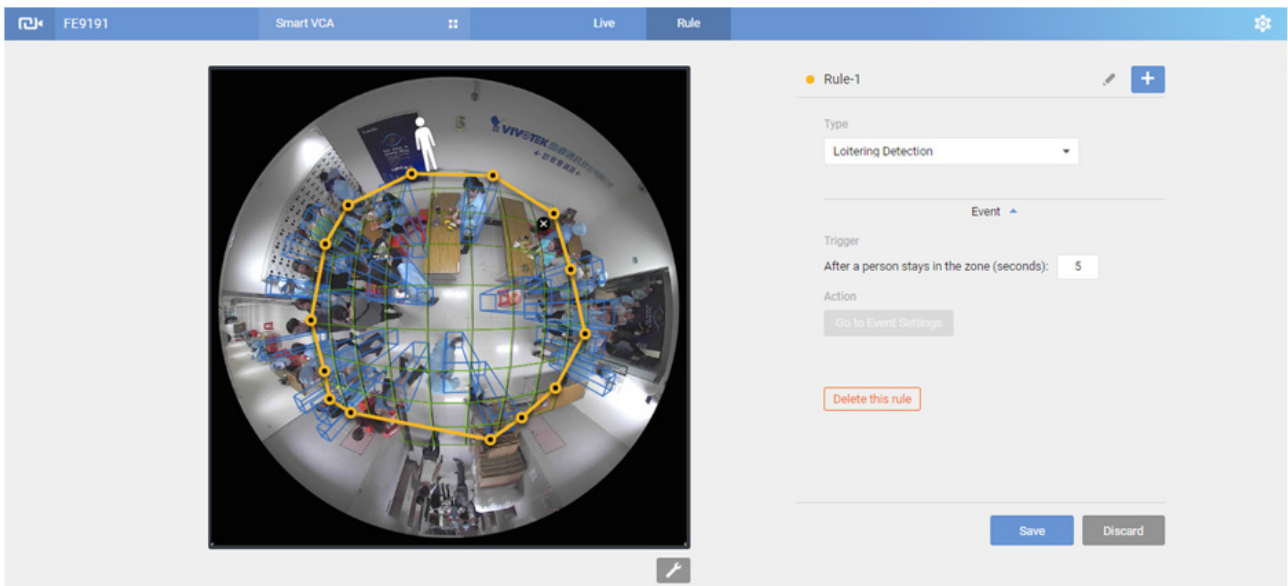 FE9191
Smart VCA
Live
Rule
VIVOTEK
Rule-1
Type
Loitering Detection
Event
Trigger
After a person stays in the zone (seconds): 5
Action
Go to Event Settings
Delete this rule
Save
Discard